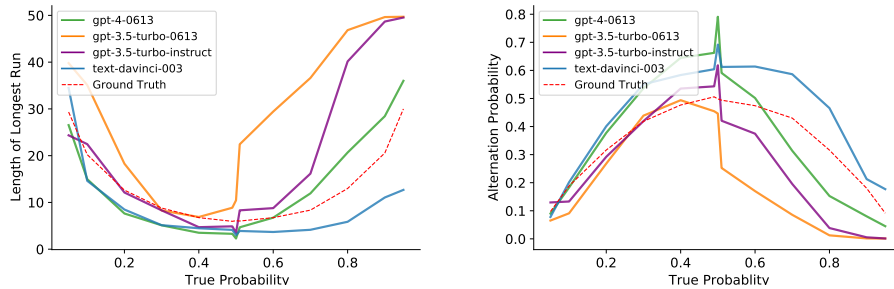 gpt-4-0613
gpt-3.5-turbo-0613
gpt-3.5-turbo-instruct
text-davinci-003
Ground Truth
Length of Longest Run
50
40
30
20
10
0
0.2
0.4
0.6
0.8
True Probability
gpt-4-0613
gpt-3.5-turbo-0613
gpt-3.5-turbo-instruct
text-davinci-003
Ground Truth
Alternation Probability
0.8
0.7
0.6
0.5
0.4
0.3
0.2
0.1
0.0
0.2
0.4
0.6
0.8
True Probablity